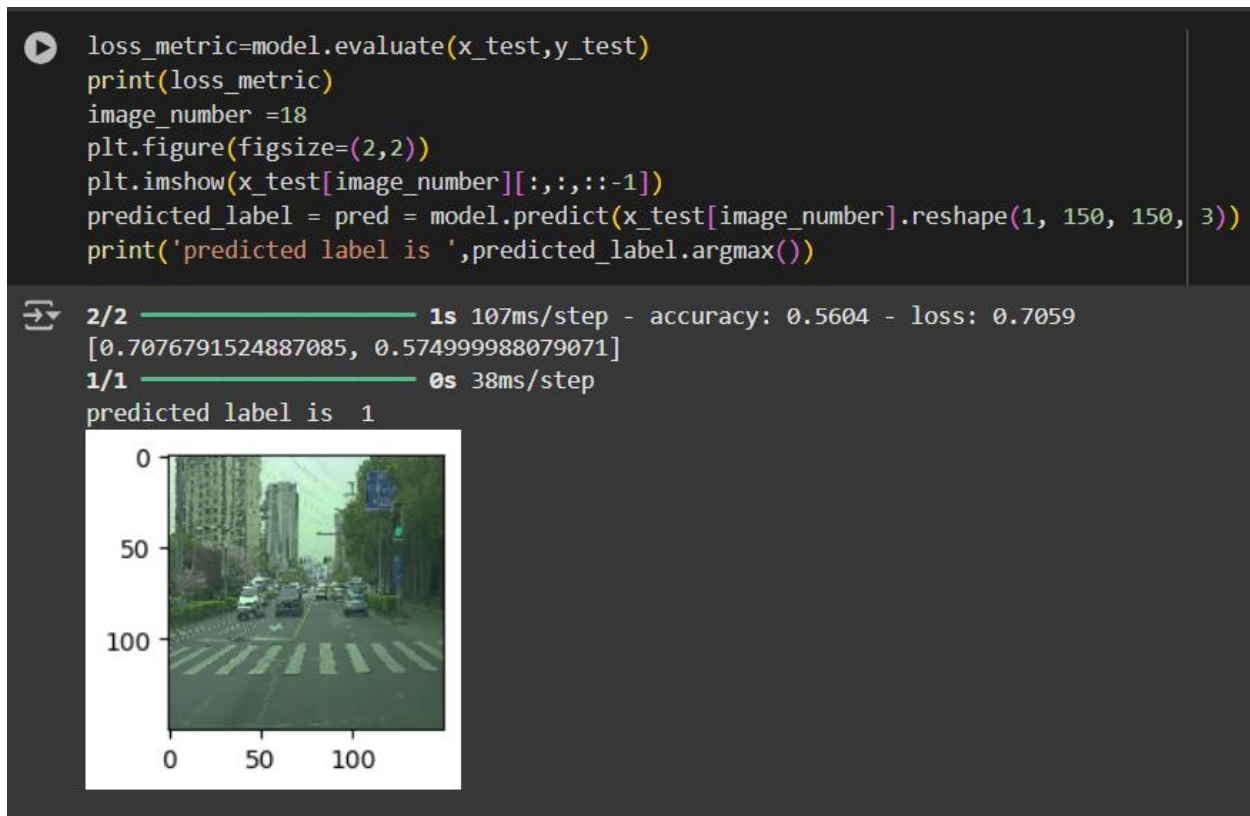 loss_metric=model.evaluate(x_test,y_test)
print(loss_metric)
image_number =18
plt.figure(figsize=(2,2))
plt.imshow(x_test[image_number][:,:,::-1])
predicted_label = pred = model.predict(x_test[image_number].reshape(1, 150, 150, 3))
print('predicted label is ',predicted_label.argmax())
2/2 ━━━━━━━━━━━━━━━━━━━━ 1s 107ms/step - accuracy: 0.5604 - loss: 0.7059
[0.7076791524887085, 0.574999988079071]
1/1 ━━━━━━━━━━━━━━━━━━━━ 0s 38ms/step
predicted label is  1
0
50
100
0 50 100